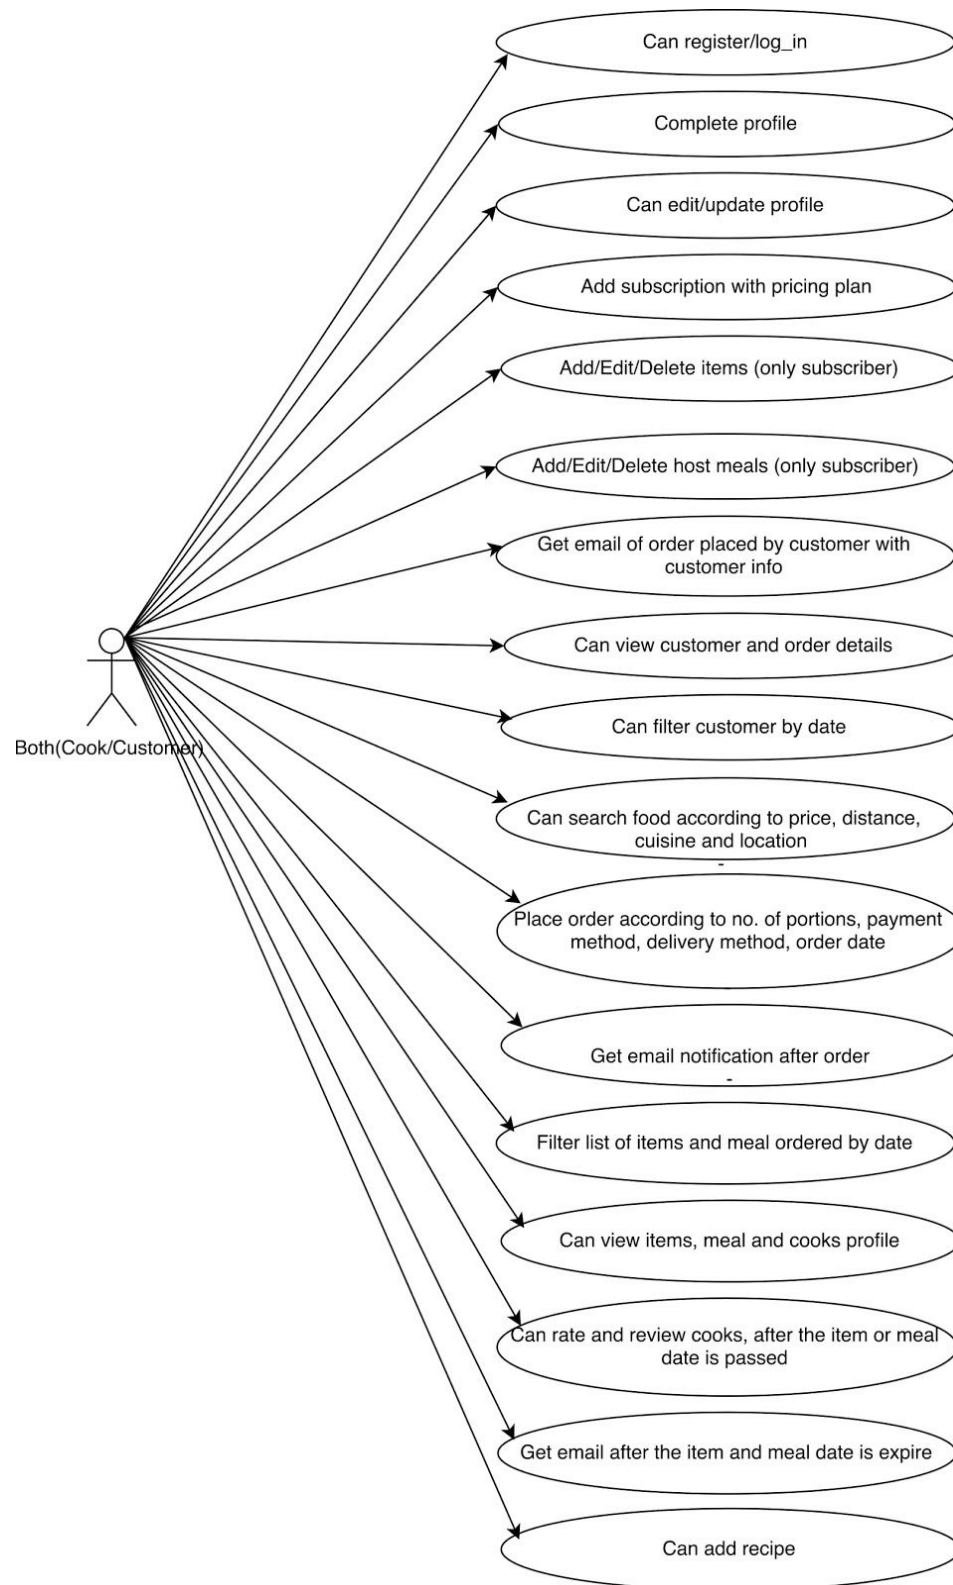 Can register/log_in
Complete profile
Can edit/update profile
Add subscription with pricing plan
Add/Edit/Delete items (only subscriber)
Add/Edit/Delete host meals (only subscriber)
Get email of order placed by customer with
customer info
Can view customer and order details
Can filter customer by date
Both(Cook/Customer)
Can search food according to price, distance,
cuisine and location
-
Place order according to no. of portions, payment
method, delivery method, order date
-
Get email notification after order
-
Filter list of items and meal ordered by date
Can view items, meal and cooks profile
Can rate and review cooks, after the item or meal
date is passed
Get email after the item and meal date is expire
Can add recipe